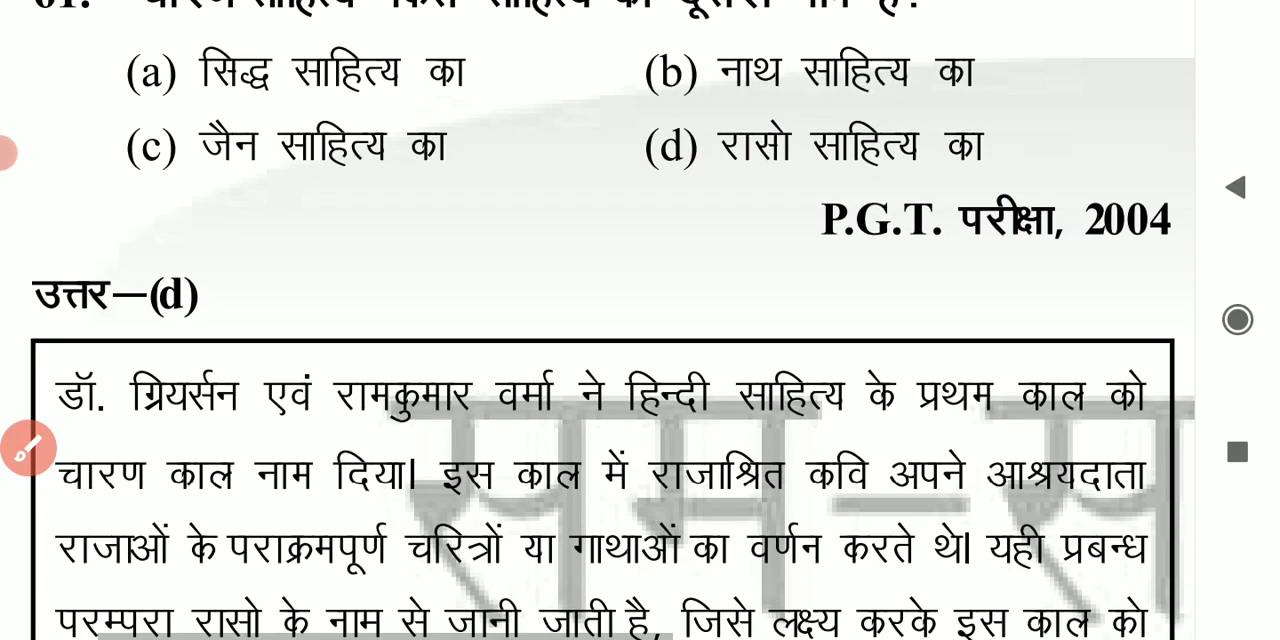 (a) सिद्ध साहित्य का (b) नाथ साहित्य का
(c) जैन साहित्य का (d) रासो साहित्य का
P.G.T. परीक्षा, 2004
उत्तर—(d)
डॉ. ग्रियर्सन एवं रामकुमार वर्मा ने हिन्दी साहित्य के प्रथम काल को
चारण काल नाम दिया। इस काल में राजाश्रित कवि अपने आश्रयदाता
राजाओं के पराक्रमपूर्ण चरित्रों या गाथाओं का वर्णन करते थे। यही प्रबन्ध
परम्परा रासो के नाम से जानी जाती है, जिसे लक्ष्य करके इस काल को